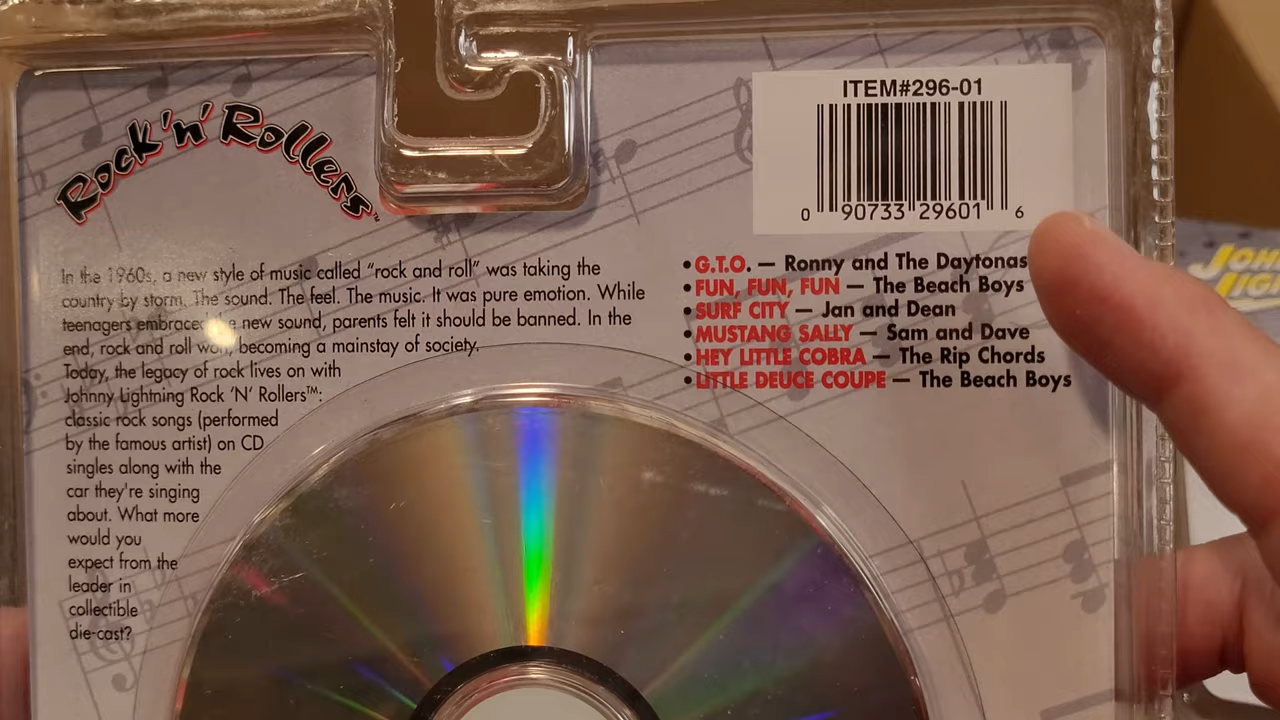 Rock 'n' Rollers™
ITEM#296-01
0 90733 29601 6
In the 1960s, a new style of music called “rock and roll” was taking the
country by storm. The sound. The feel. The music. It was pure emotion. While
teenagers embraced a new sound, parents felt it should be banned. In the
end, rock and roll won, becoming a mainstay of society.
Today, the legacy of rock lives on with
Johnny Lightning Rock ‘N’ Rollers™:
classic rock songs (performed
by the famous artist) on CD
singles along with the
car they're singing
about. What more
would you
expect from the
leader in
collectible
die-cast?
• G.T.O. — Ronny and The Daytonas
• FUN, FUN, FUN — The Beach Boys
• SURF CITY — Jan and Dean
• MUSTANG SALLY — Sam and Dave
• HEY LITTLE COBRA — The Rip Chords
• LITTLE DEUCE COUPE — The Beach Boys